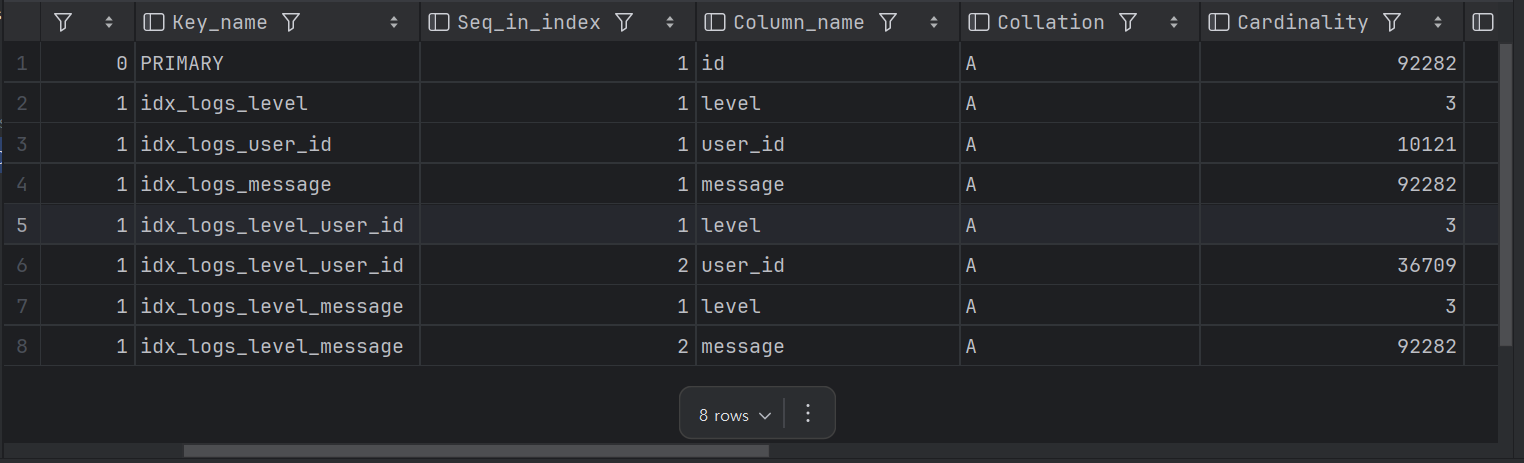 Key_name Seq_in_index Column_name Collation Cardinality
1 0 PRIMARY 1 id A 92282
2 1 idx_logs_level 1 level A 3
3 1 idx_logs_user_id 1 user_id A 10121
4 1 idx_logs_message 1 message A 92282
5 1 idx_logs_level_user_id 1 level A 3
6 1 idx_logs_level_user_id 2 user_id A 36709
7 1 idx_logs_level_message 1 level A 3
8 1 idx_logs_level_message 2 message A 92282
8 rows